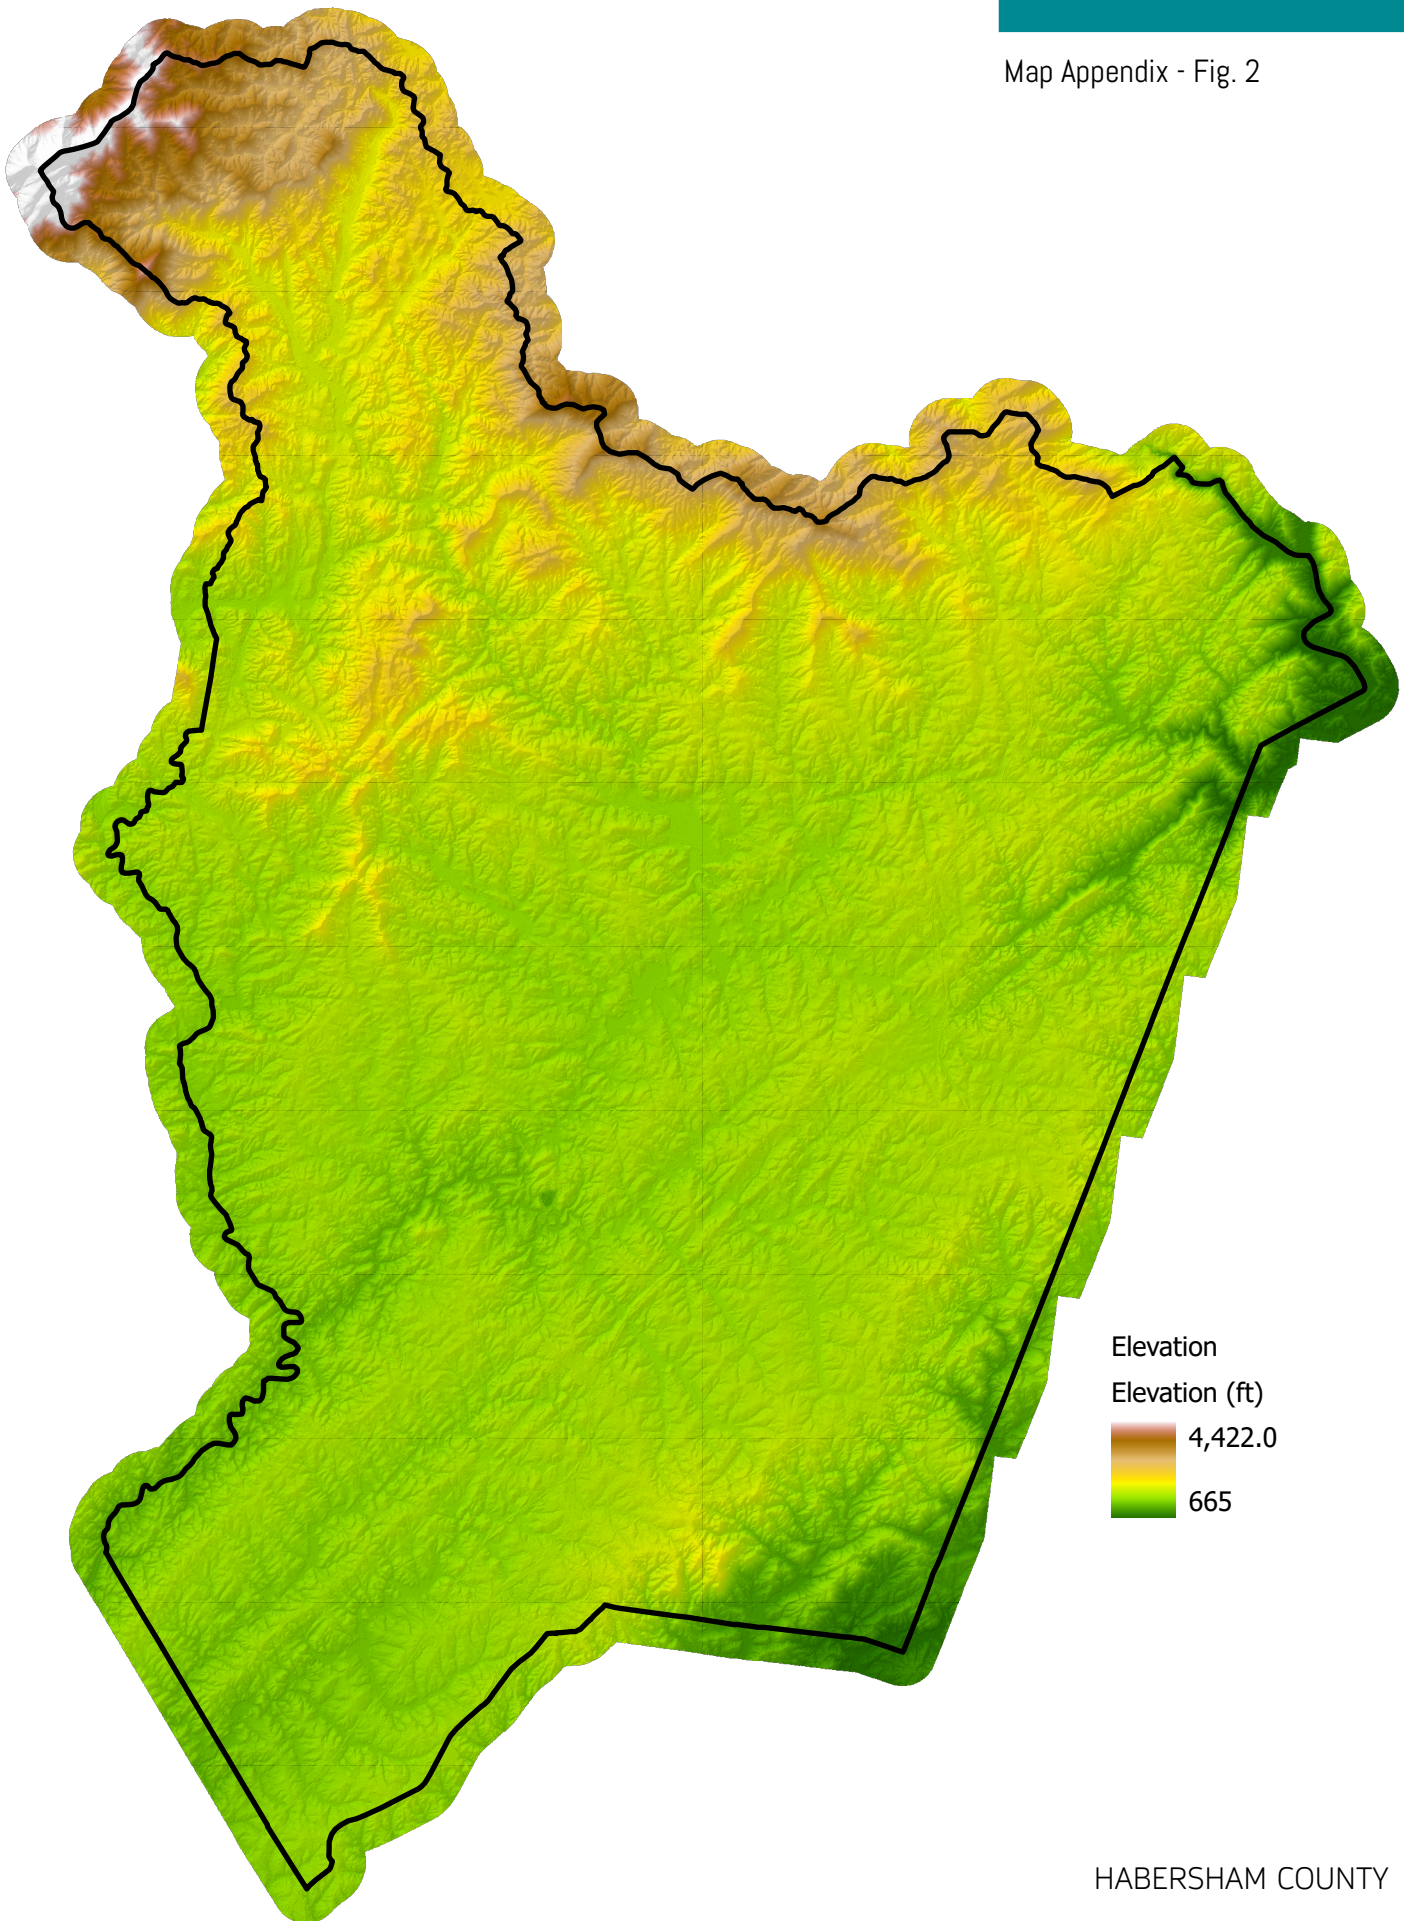 Map Appendix - Fig. 2
Elevation
Elevation (ft)
4,422.0
665
HABERSHAM COUNTY